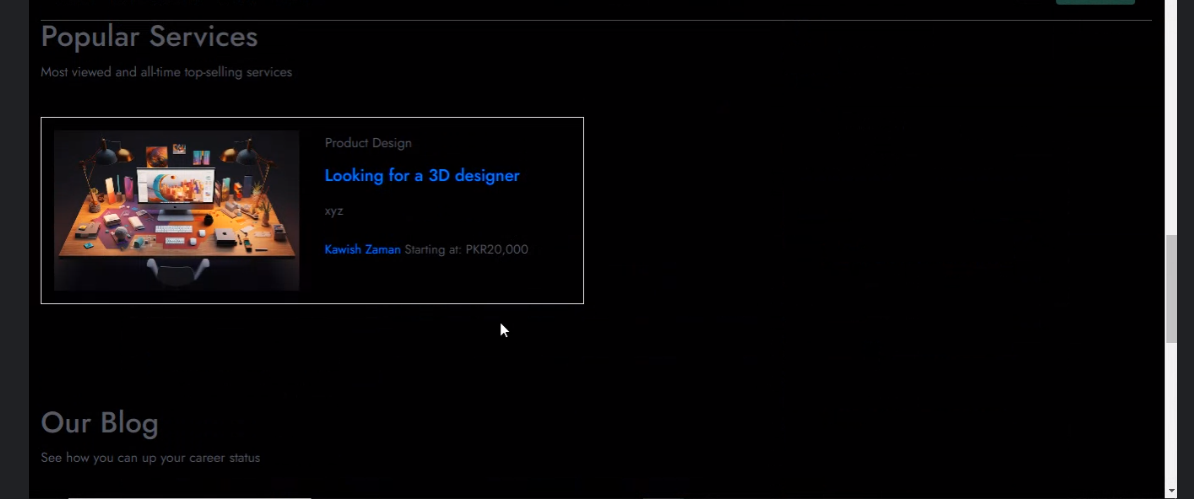 Popular Services
Most viewed and all-time top-selling services
Product Design
Looking for a 3D designer
xyz
Kawish Zaman Starting at: PKR20,000
Our Blog
See how you can up your career status